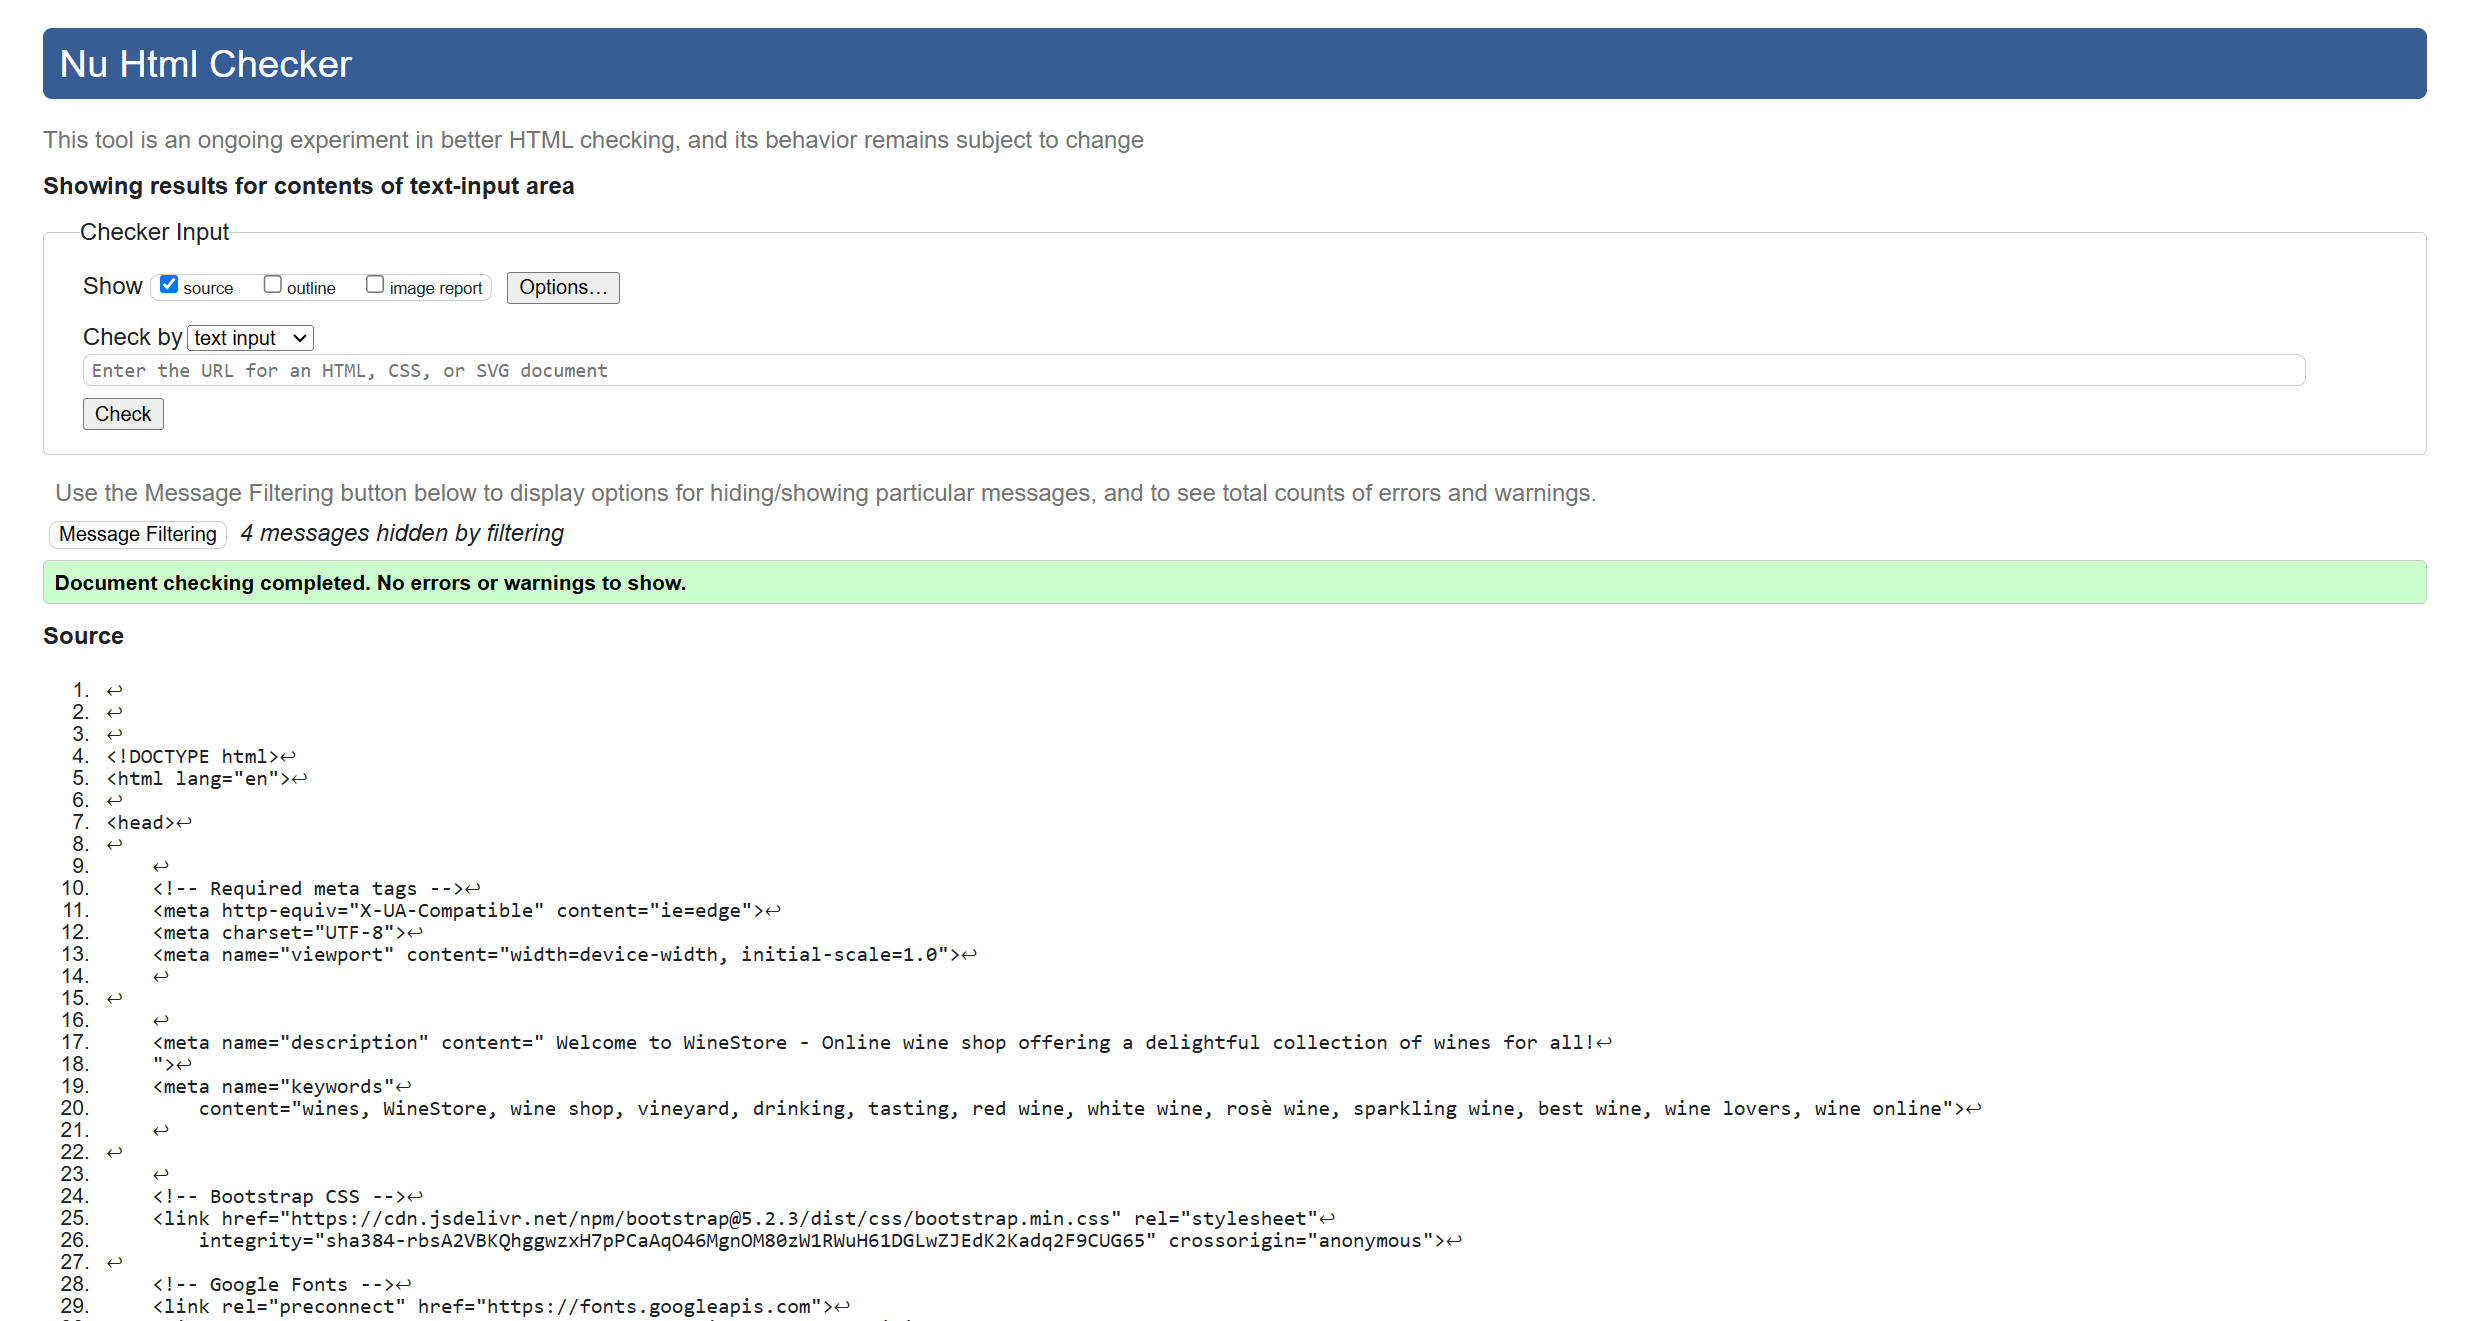 Nu Html Checker
This tool is an ongoing experiment in better HTML checking, and its behavior remains subject to change
Showing results for contents of text-input area
Checker Input
Show source outline image report Options...
Check by text input
Enter the URL for an HTML, CSS, or SVG document
Check
Use the Message Filtering button below to display options for hiding/showing particular messages, and to see total counts of errors and warnings.
Message Filtering 4 messages hidden by filtering
Document checking completed. No errors or warnings to show.
Source
1. ↩
2. ↩
3. ↩
4. <!DOCTYPE html>↩
5. <html lang="en">↩
6. ↩
7. <head>↩
8. ↩
9. ↩
10. <!-- Required meta tags -->↩
11. <meta http-equiv="X-UA-Compatible" content="ie=edge">↩
12. <meta charset="UTF-8">↩
13. <meta name="viewport" content="width=device-width, initial-scale=1.0">↩
14. ↩
15. ↩
16. ↩
17. <meta name="description" content=" Welcome to WineStore - Online wine shop offering a delightful collection of wines for all!↩
18. ">↩
19. <meta name="keywords"↩
20. content="wines, WineStore, wine shop, vineyard, drinking, tasting, red wine, white wine, rosè wine, sparkling wine, best wine, wine lovers, wine online">↩
21. ↩
22. ↩
23. ↩
24. <!-- Bootstrap CSS -->↩
25. <link href="https://cdn.jsdelivr.net/npm/bootstrap@5.2.3/dist/css/bootstrap.min.css" rel="stylesheet"↩
26. integrity="sha384-rbsA2VBKQhggwzxH7pPCaAqO46MgnOM80zW1RWuH61DGLwZJEdK2Kadq2F9CUG65" crossorigin="anonymous">↩
27. ↩
28. <!-- Google Fonts -->↩
29. <link rel="preconnect" href="https://fonts.googleapis.com">↩